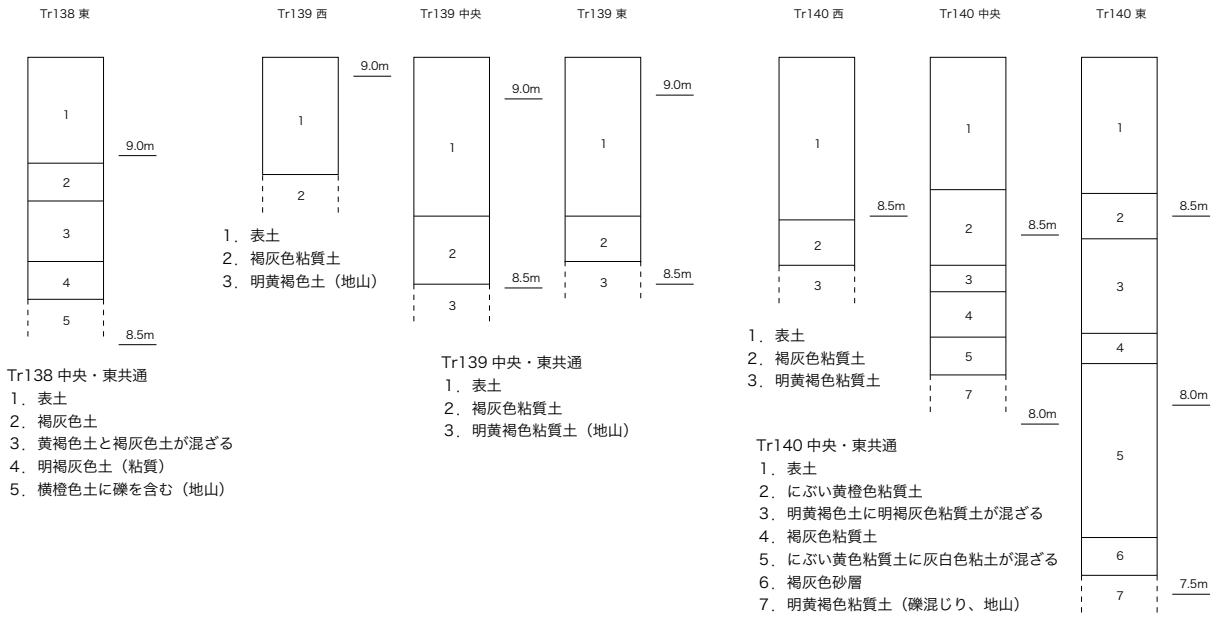 Tr138 東
1
9.0m
2
3
4
5
8.5m
Tr138 中央・東共通
1．表土
2．褐灰色土
3．黄褐色土と褐灰色土が混ざる
4．明褐灰色土（粘質）
5．横橙色土に礫を含む（地山）
Tr139 西
9.0m
1
2
1．表土
2．褐灰色粘質土
3．明黄褐色土（地山）
Tr139 中央
9.0m
1
2
8.5m
3
Tr139 東
9.0m
1
2
8.5m
3
Tr139 中央・東共通
1．表土
2．褐灰色粘質土
3．明黄褐色粘質土（地山）
Tr140 西
1
8.5m
2
3
1．表土
2．褐灰色粘質土
3．明黄褐色粘質土
Tr140 中央
1
2
8.5m
3
4
5
7
8.0m
Tr140 東
1
8.5m
2
3
4
8.0m
5
6
7.5m
7
Tr140 中央・東共通
1．表土
2．にぶい黄橙色粘質土
3．明黄褐色土に明褐灰色粘質土が混ざる
4．褐灰色粘質土
5．にぶい黄色粘質土に灰白色粘土が混ざる
6．褐灰色砂層
7．明黄褐色粘質土（礫混じり、地山）